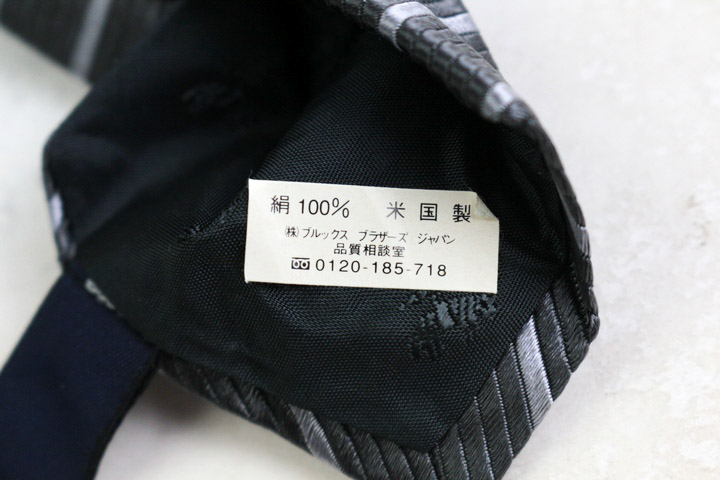 絹 100% 米国製
㈱ブルックス ブラザーズ ジャパン
品質相談室
0120-185-718